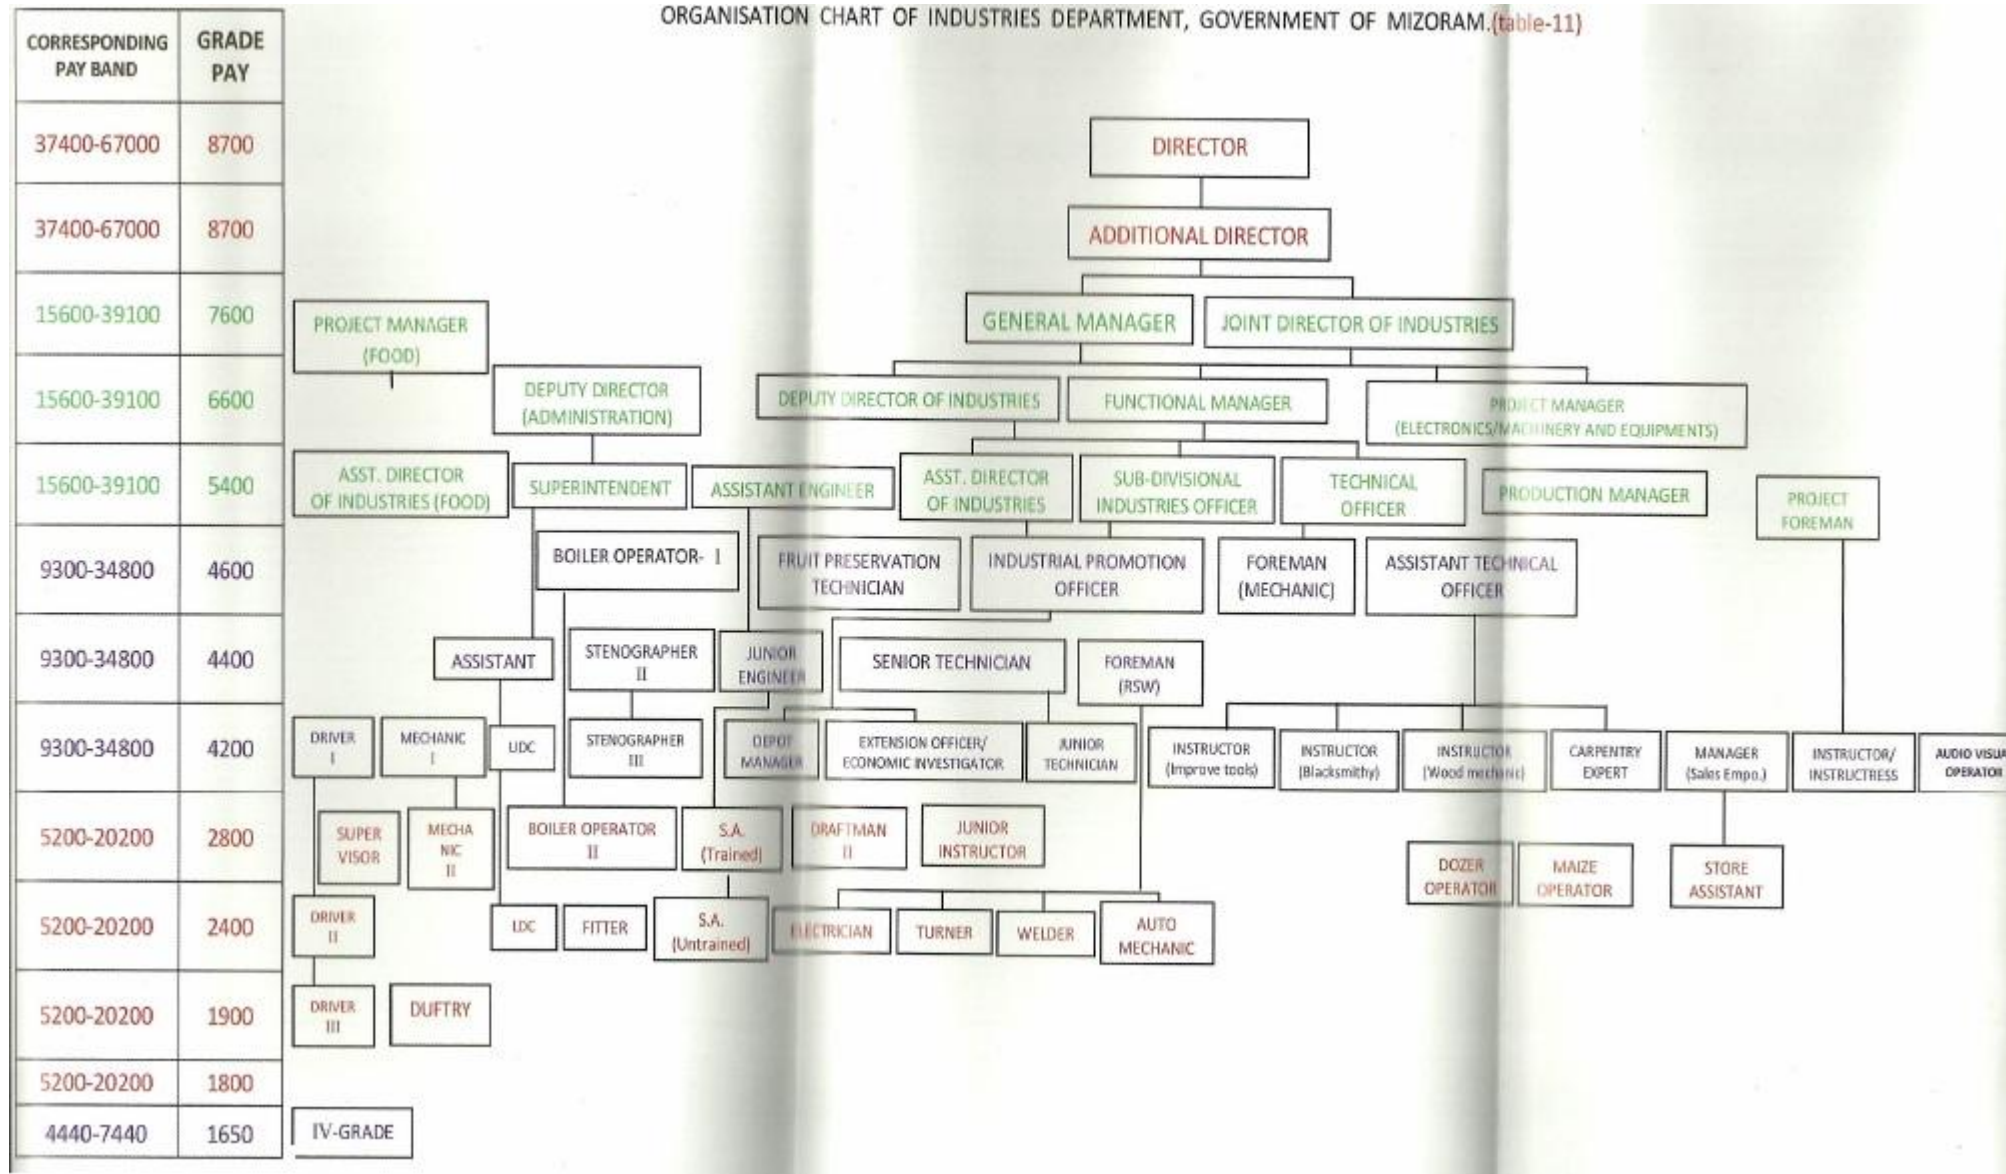 ORGANISATION CHART OF INDUSTRIES DEPARTMENT, GOVERNMENT OF MIZORAM.(table-11)
CORRESPONDING
PAY BAND
GRADE
PAY
37400-67000 8700
DIRECTOR
37400-67000 8700
ADDITIONAL DIRECTOR
15600-39100 7600
PROJECT MANAGER
(FOOD)
GENERAL MANAGER
JOINT DIRECTOR OF INDUSTRIES
15600-39100 6600
DEPUTY DIRECTOR
(ADMINISTRATION)
DEPUTY DIRECTOR OF INDUSTRIES
FUNCTIONAL MANAGER
PROJECT MANAGER
(ELECTRONICS/MACHINERY AND EQUIPMENTS)
15600-39100 5400
ASST. DIRECTOR
OF INDUSTRIES (FOOD)
SUPERINTENDENT
ASSISTANT ENGINEER
ASST. DIRECTOR
OF INDUSTRIES
SUB-DIVISIONAL
INDUSTRIES OFFICER
TECHNICAL
OFFICER
PRODUCTION MANAGER
PROJECT
FOREMAN
9300-34800 4600
BOILER OPERATOR- I
FRUIT PRESERVATION
TECHNICIAN
INDUSTRIAL PROMOTION
OFFICER
FOREMAN
(MECHANIC)
ASSISTANT TECHNICAL
OFFICER
9300-34800 4400
ASSISTANT
STENOGRAPHER
II
JUNIOR
ENGINEER
SENIOR TECHNICIAN
FOREMAN
(RSW)
9300-34800 4200
DRIVER
I
MECHANIC
I
UDC
STENOGRAPHER
III
DEPOT
MANAGER
EXTENSION OFFICER/
ECONOMIC INVESTIGATOR
JUNIOR
TECHNICIAN
INSTRUCTOR
(Improve tools)
INSTRUCTOR
(Blacksmithy)
INSTRUCTOR
(Wood mechanic)
CARPENTRY
EXPERT
MANAGER
(Sales Empo.)
INSTRUCTOR/
INSTRUCTRESS
AUDIO VISUA
OPERATOR
5200-20200 2800
SUPER
VISOR
MECHA
NIC
II
BOILER OPERATOR
II
S.A.
(Trained)
DRAFTMAN
II
JUNIOR
INSTRUCTOR
DOZER
OPERATOR
MAIZE
OPERATOR
STORE
ASSISTANT
5200-20200 2400
DRIVER
II
LDC
FITTER
S.A.
(Untrained)
ELECTRICIAN
TURNER
WELDER
AUTO
MECHANIC
5200-20200 1900
DRIVER
III
DUFTRY
5200-20200 1800
4440-7440 1650
IV-GRADE